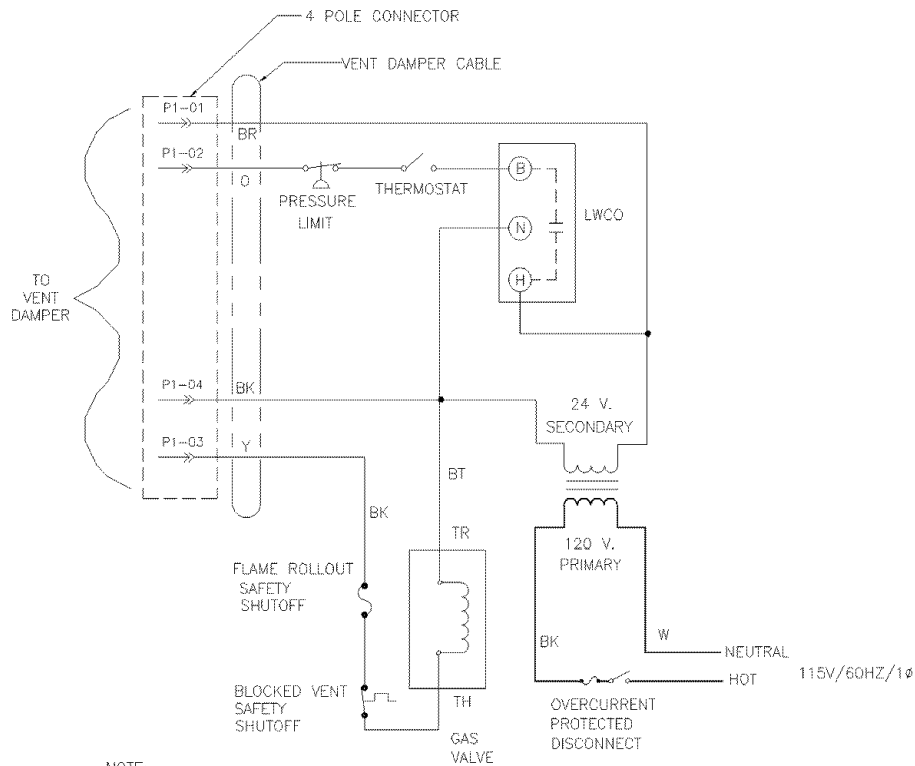 4 POLE CONNECTOR
VENT DAMPER CABLE
P1-01
BR
P1-02
O
PRESSURE
LIMIT
THERMOSTAT
B
N
H
LWCO
TO
VENT
DAMPER
P1-04
BK
P1-03
Y
24 V.
SECONDARY
BT
BK
TR
120 V.
PRIMARY
FLAME ROLLOUT
SAFETY
SHUTOFF
BK
W
NEUTRAL
HOT
115V/60HZ/1ø
BLOCKED VENT
SAFETY
SHUTOFF
TH
GAS
VALVE
OVERCURRENT
PROTECTED
DISCONNECT